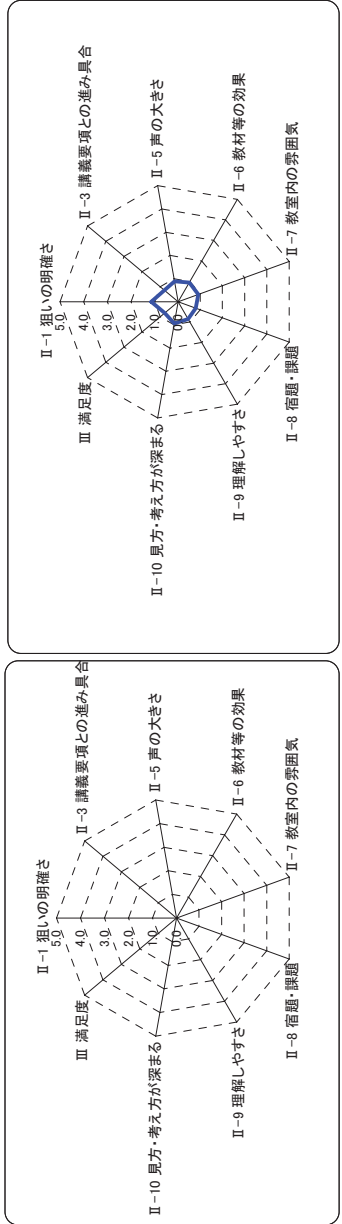 Ⅱ-1 狙いの明確さ
5.0
4.0
3.0
2.0
1.0
0.0
Ⅱ-3 講義要項との進み具合
Ⅱ-5 声の大きさ
Ⅱ-6 教材等の効果
Ⅱ-7 教室内の雰囲気
Ⅱ-8 宿題・課題
Ⅱ-9 理解しやすさ
Ⅱ-10 見方・考え方が深まる
Ⅲ 満足度
Ⅱ-1 狙いの明確さ
5.0
4.0
3.0
2.0
1.0
0.0
Ⅱ-3 講義要項との進み具合
Ⅱ-5 声の大きさ
Ⅱ-6 教材等の効果
Ⅱ-7 教室内の雰囲気
Ⅱ-8 宿題・課題
Ⅱ-9 理解しやすさ
Ⅱ-10 見方・考え方が深まる
Ⅲ 満足度